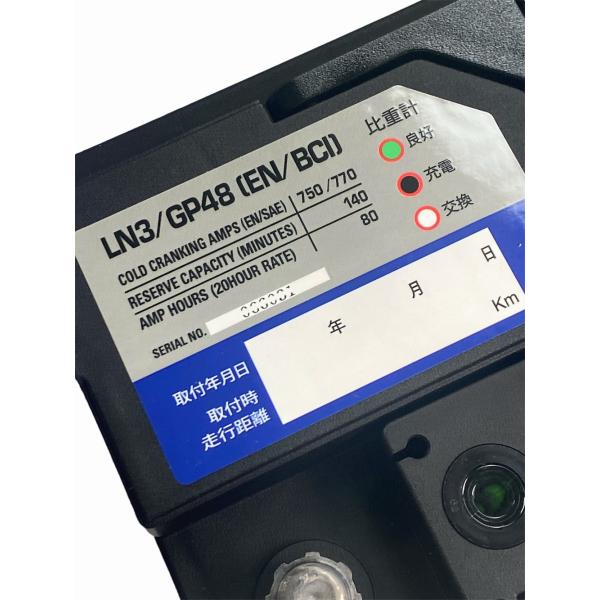 LN3/GP48 (EN/BCI)
COLD CRANKING AMPS (EN/SAE) 750/770
RESERVE CAPACITY (MINUTES) 140
AMP HOURS (20HOUR RATE) 80
SERIAL NO.
比重計
良好
充電
交換
取付年月日
年 月 日
取付時
走行距離
Km